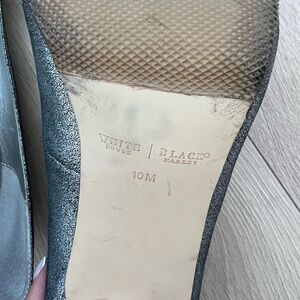 WHITE | BLACK®
HOUSE | MARKET
10M